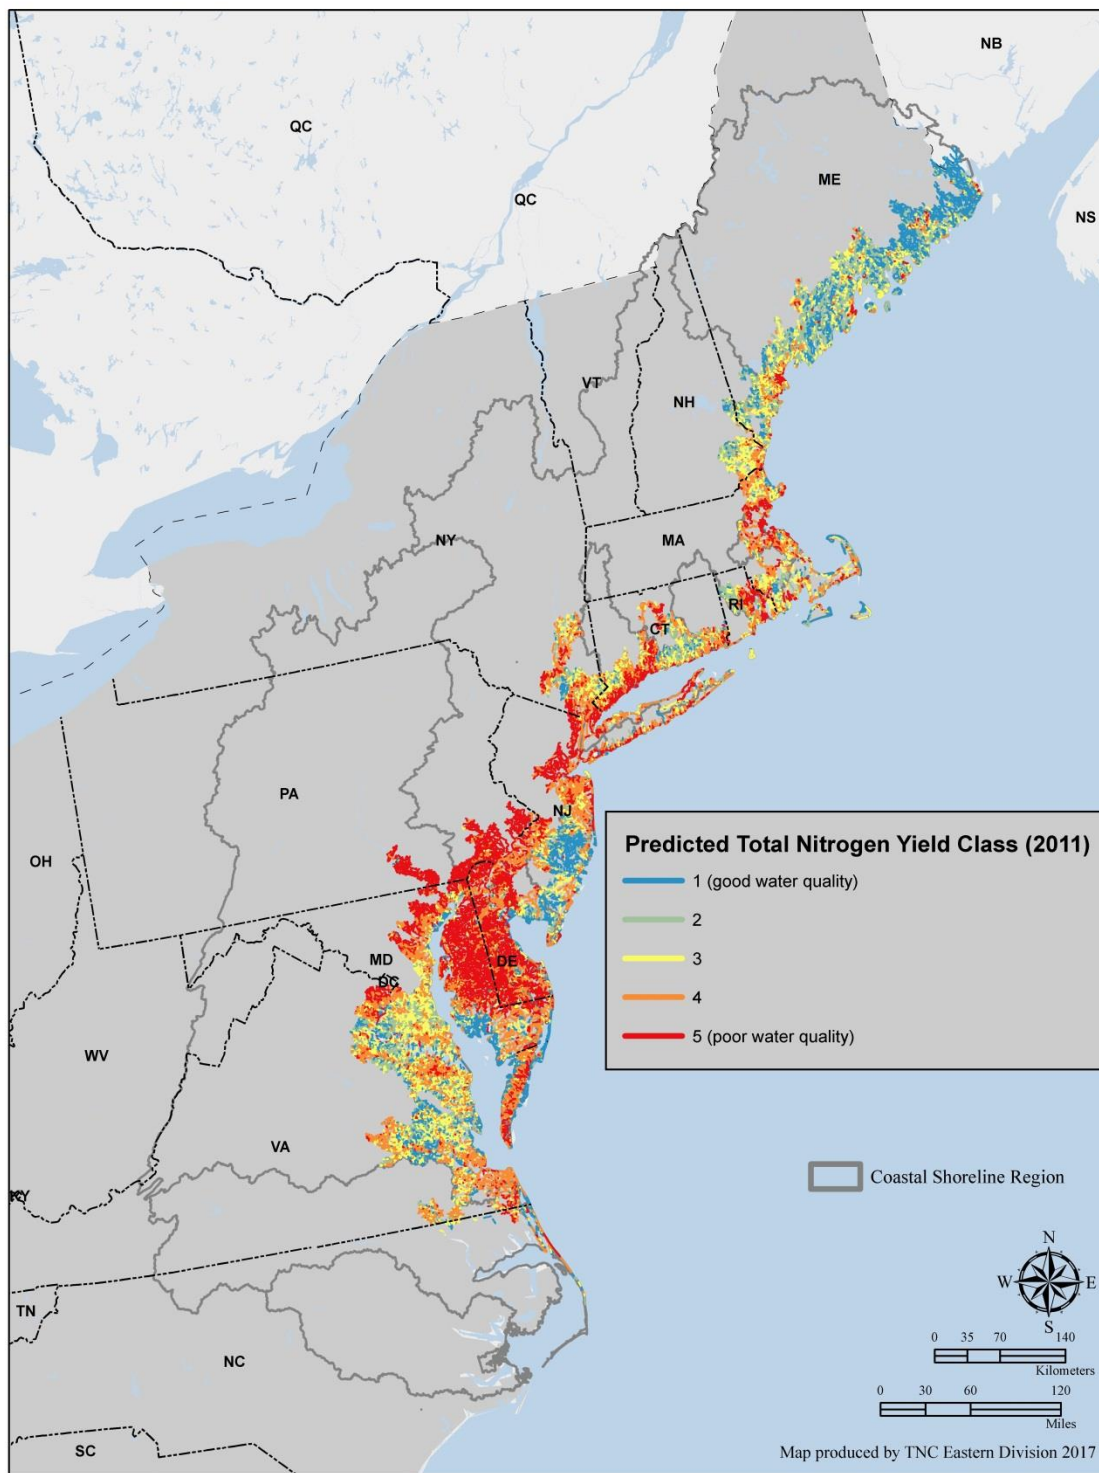 NB
QC
ME
QC
NS
VT
NH
NY
MA
RI
CT
PA
NJ
OH
Predicted Total Nitrogen Yield Class (2011)
1 (good water quality)
2
3
4
5 (poor water quality)
MD
DE
DC
WV
VA
KY
Coastal Shoreline Region
N
W
E
S
TN
0 35 70 140
Kilometers
NC
0 30 60 120
Miles
SC
Map produced by TNC Eastern Division 2017